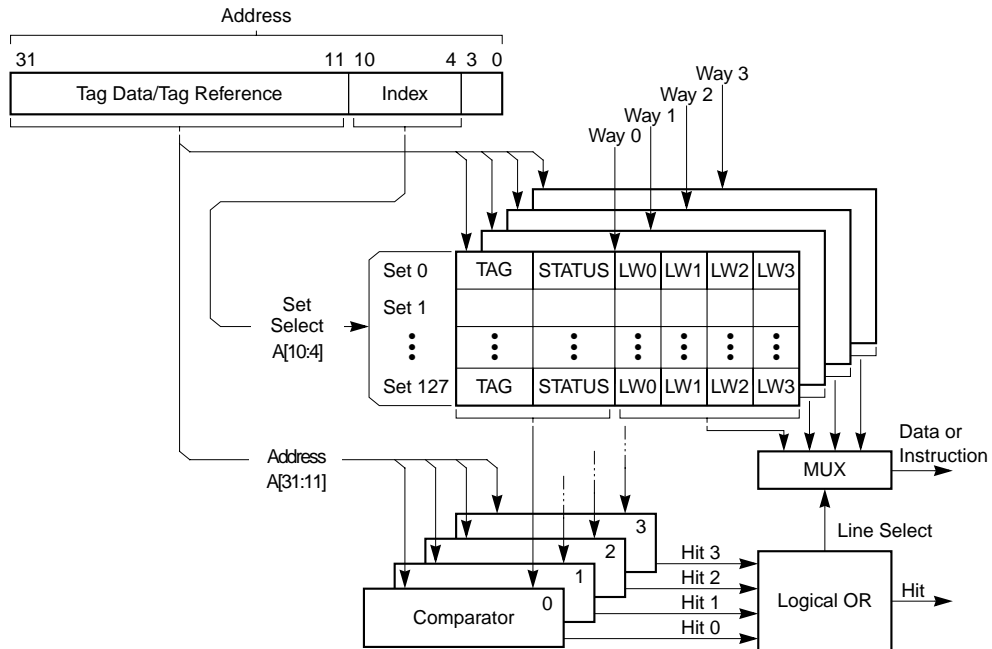 Address
31 11 10 4 3 0
Tag Data/Tag Reference Index
Way 3
Way 2
Way 1
Way 0
Set 0 TAG STATUS LW0 LW1 LW2 LW3
Set 1
Set
Select
A[10:4]
Set 127 TAG STATUS LW0 LW1 LW2 LW3
Address
A[31:11]
Data or
Instruction
MUX
Line Select
3
2
1
0
Comparator
Hit 3
Hit 2
Hit 1
Hit 0
Logical OR
Hit